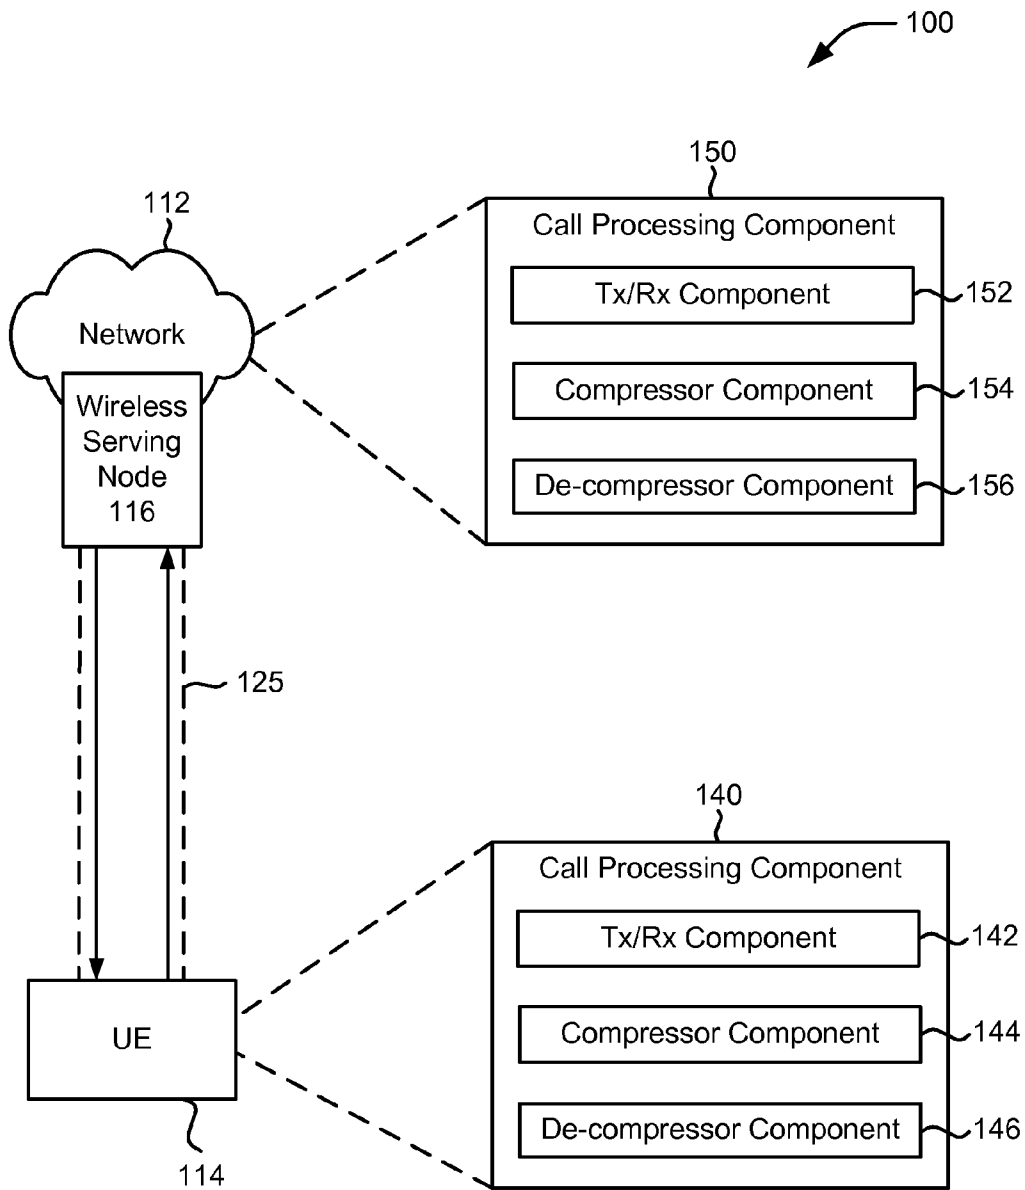 100
150
112
Call Processing Component
Tx/Rx Component
152
Network
Compressor Component
154
Wireless
Serving
Node
116
De-compressor Component
156
125
140
Call Processing Component
Tx/Rx Component
142
UE
Compressor Component
144
De-compressor Component
146
114